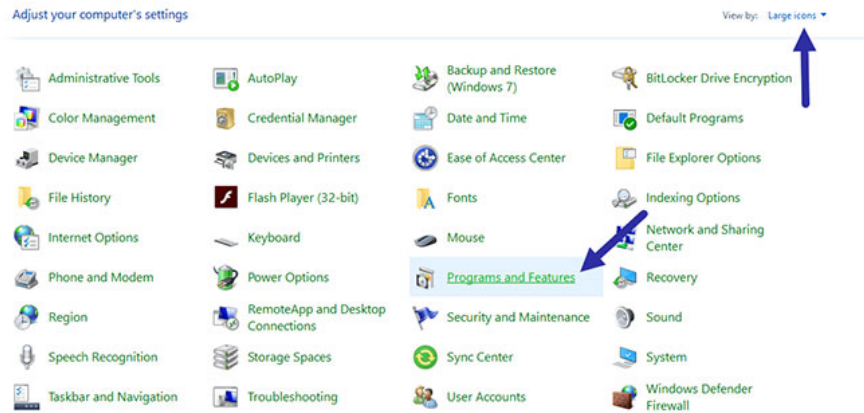 Adjust your computer's settings
View by: Large icons
Administrative Tools
AutoPlay
Backup and Restore
(Windows 7)
BitLocker Drive Encryption
Color Management
Credential Manager
Date and Time
Default Programs
Device Manager
Devices and Printers
Ease of Access Center
File Explorer Options
File History
Flash Player (32-bit)
Fonts
Indexing Options
Internet Options
Keyboard
Mouse
Network and Sharing
Center
Phone and Modem
Power Options
Programs and Features
Recovery
Region
RemoteApp and Desktop
Connections
Security and Maintenance
Sound
Speech Recognition
Storage Spaces
Sync Center
System
Taskbar and Navigation
Troubleshooting
User Accounts
Windows Defender
Firewall